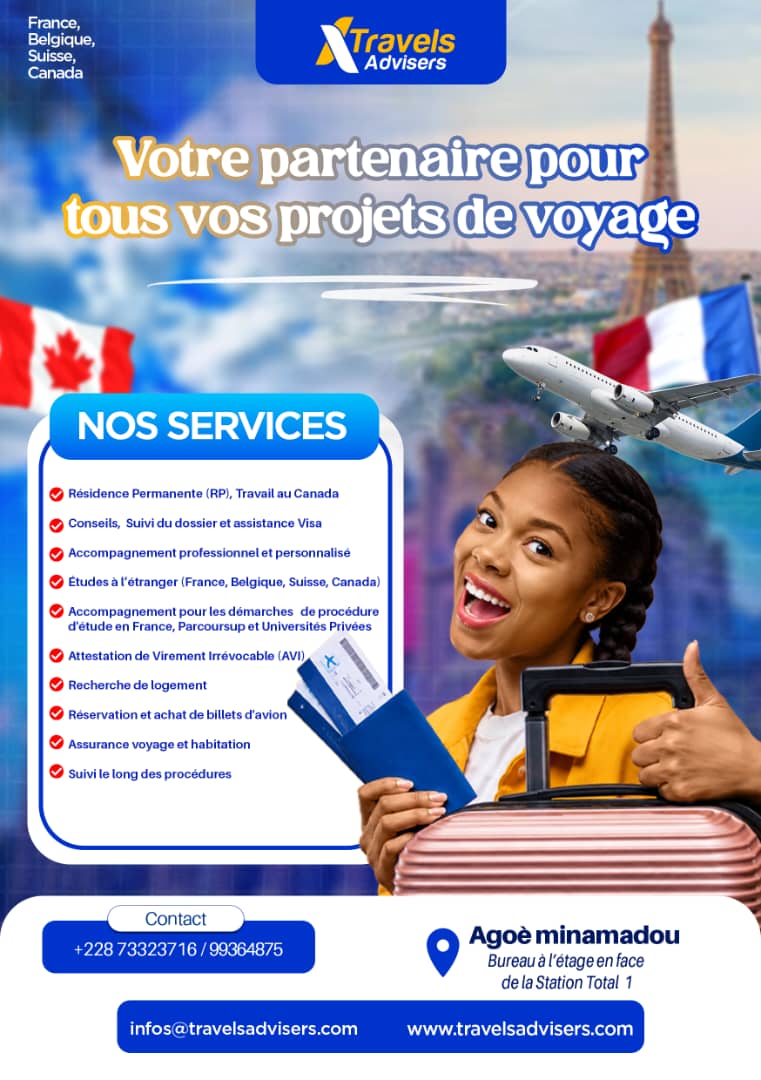 France,
Belgique,
Suisse,
Canada
Travels
Advisers
Votre partenaire pour
tous vos projets de voyage
NOS SERVICES
Résidence Permanente (RP), Travail au Canada
Conseils, Suivi du dossier et assistance Visa
Accompagnement professionnel et personnalisé
Études à l'étranger (France, Belgique, Suisse, Canada)
Accompagnement pour les démarches de procédure
d'étude en France, Parcoursup et Universités Privées
Attestation de Virement Irrévocable (AVI)
Recherche de logement
Réservation et achat de billets d'avion
Assurance voyage et habitation
Suivi le long des procédures
Contact
+228 73323716 / 99364875
Agoè minamadou
Bureau à l'étage en face
de la Station Total 1
infos@travelsadvisers.com
www.travelsadvisers.com